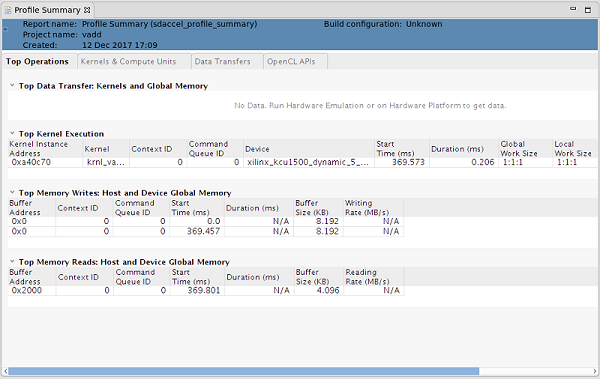 Profile Summary
Report name: Profile Summary (sdaccel_profile_summary) Build configuration: Unknown
Project name: vadd
Created: 12 Dec 2017 17:09
Top Operations Kernels & Compute Units Data Transfers OpenCL APIs
Top Data Transfer: Kernels and Global Memory
No Data. Run Hardware Emulation or on Hardware Platform to get data.
Top Kernel Execution
Kernel Instance Address Kernel Context ID Command Queue ID Device Start Time (ms) Duration (ms) Global Work Size Local Work Size
0xa40c70 krnl_va... 0 0 xilinx_kcu1500_dynamic_5_... 369.573 0.206 1:1:1 1:1:1
Top Memory Writes: Host and Device Global Memory
Buffer Address Context ID Command Queue ID Start Time (ms) Duration (ms) Buffer Size (KB) Writing Rate (MB/s)
0x0 0 0 0.0 N/A 8.192 N/A
0x0 0 0 369.457 N/A 8.192 N/A
Top Memory Reads: Host and Device Global Memory
Buffer Address Context ID Command Queue ID Start Time (ms) Duration (ms) Buffer Size (KB) Reading Rate (MB/s)
0x2000 0 0 369.801 N/A 4.096 N/A